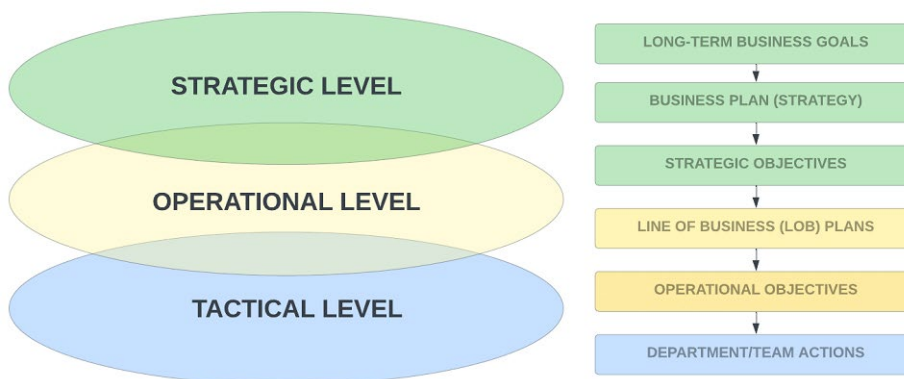 STRATEGIC LEVEL
OPERATIONAL LEVEL
TACTICAL LEVEL
LONG-TERM BUSINESS GOALS
BUSINESS PLAN (STRATEGY)
STRATEGIC OBJECTIVES
LINE OF BUSINESS (LOB) PLANS
OPERATIONAL OBJECTIVES
DEPARTMENT/TEAM ACTIONS